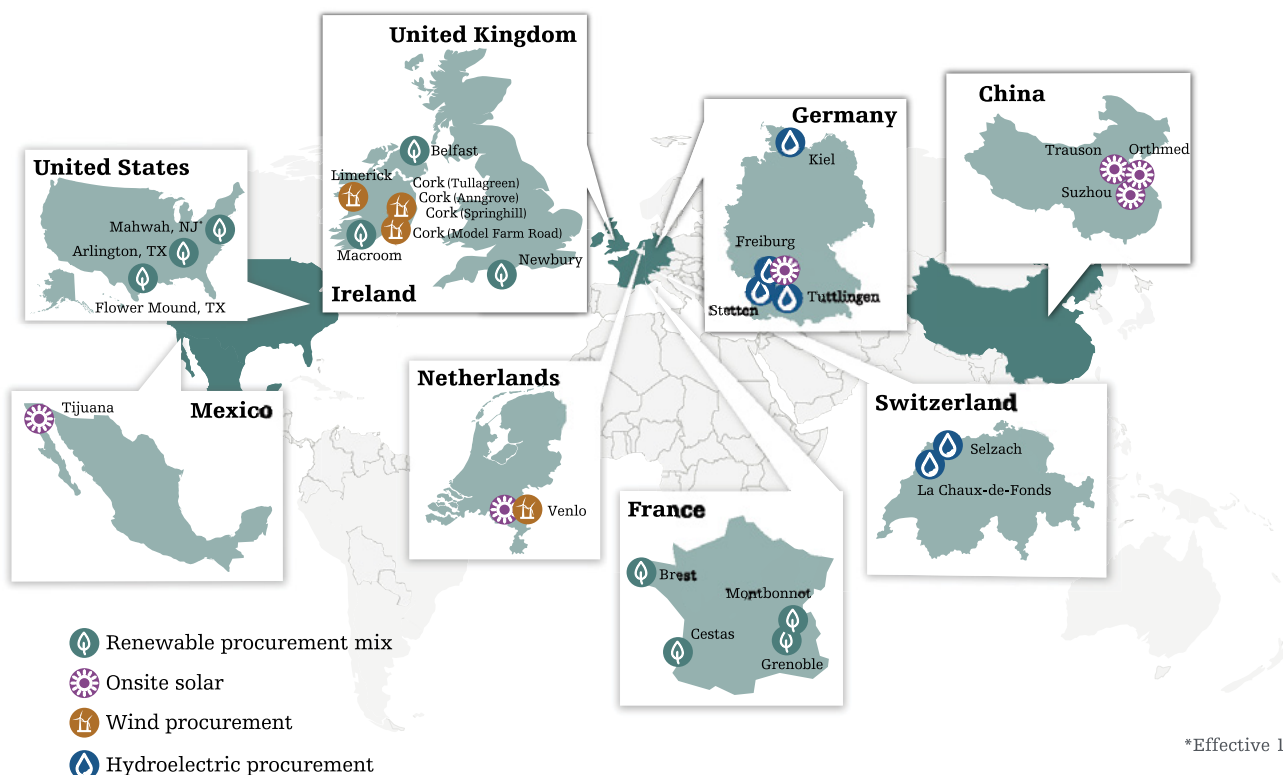 United Kingdom
Belfast
Limerick
Cork (Tullagreen)
Cork (Anngrove)
Cork (Springhill)
Cork (Model Farm Road)
Macroom
Newbury
Ireland
United States
Mahwah, NJ*
Arlington, TX
Flower Mound, TX
Germany
Kiel
Freiburg
Stetten
Tuttlingen
China
Trauson
Orthmed
Suzhou
Mexico
Tijuana
Netherlands
Venlo
France
Brest
Montbonnot
Cestas
Grenoble
Switzerland
Selzach
La Chaux-de-Fonds
Renewable procurement mix
Onsite solar
Wind procurement
Hydroelectric procurement
*Effective 1